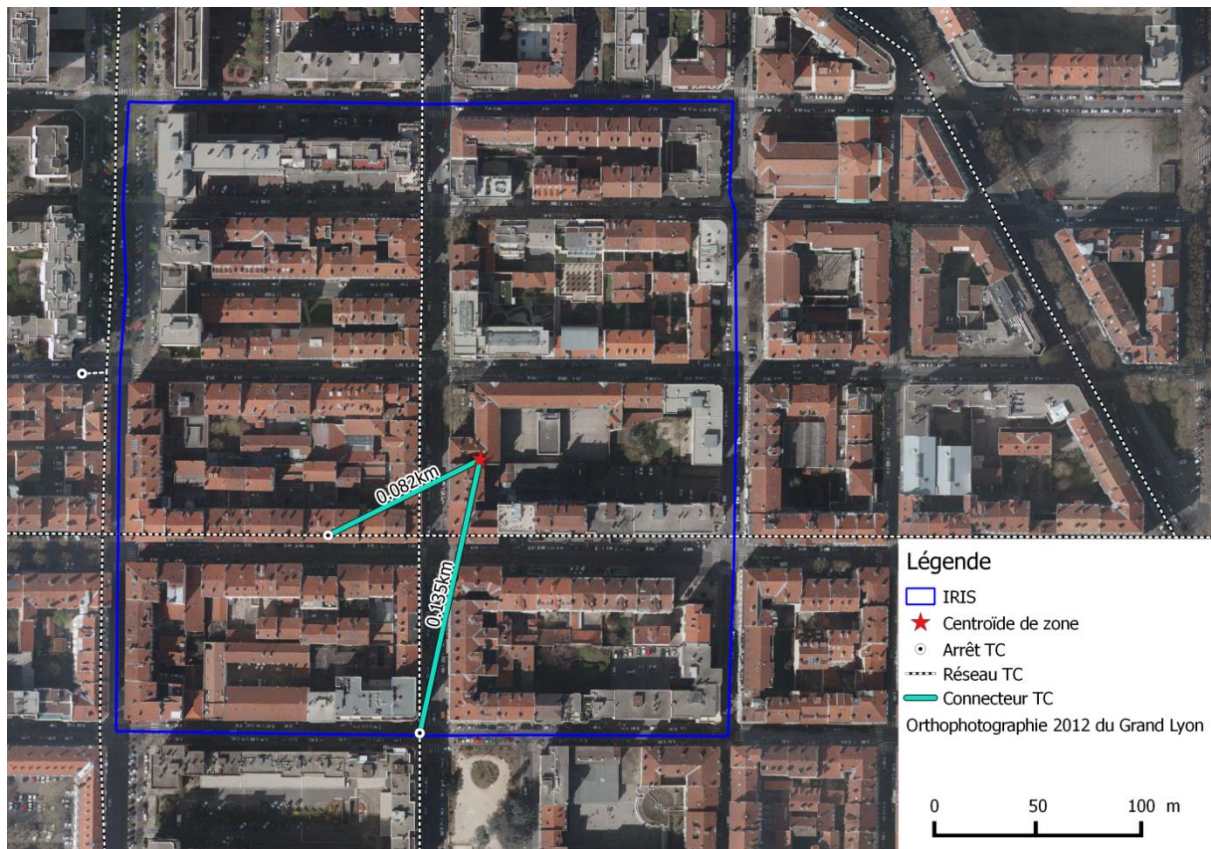 0.082km
0.135km
Légende
IRIS
Centroïde de zone
Arrêt TC
Réseau TC
Connecteur TC
Orthophotographie 2012 du Grand Lyon
0 50 100 m